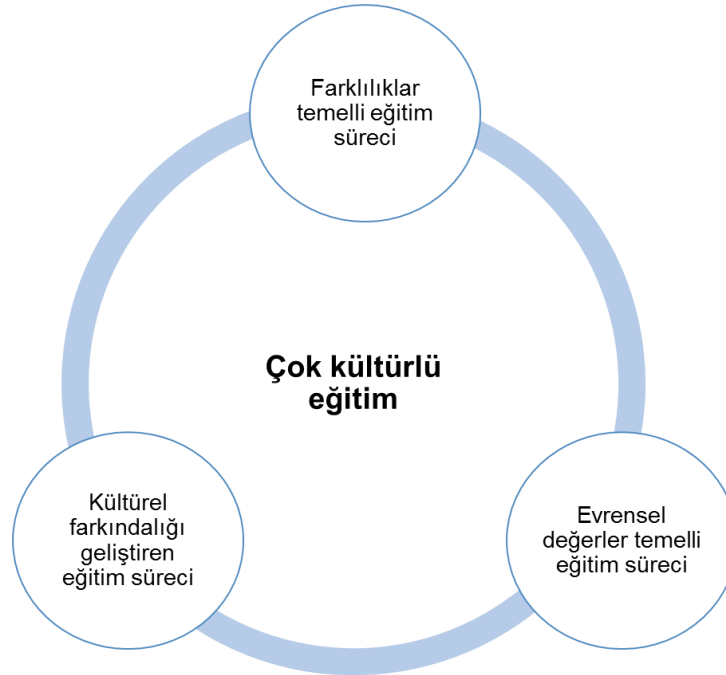 Farklılıklar
temelli eğitim
süreci
Çok kültürlü
eğitim
Kültürel
farkındalığı
geliştiren
eğitim süreci
Evrensel
değerler temelli
eğitim süreci